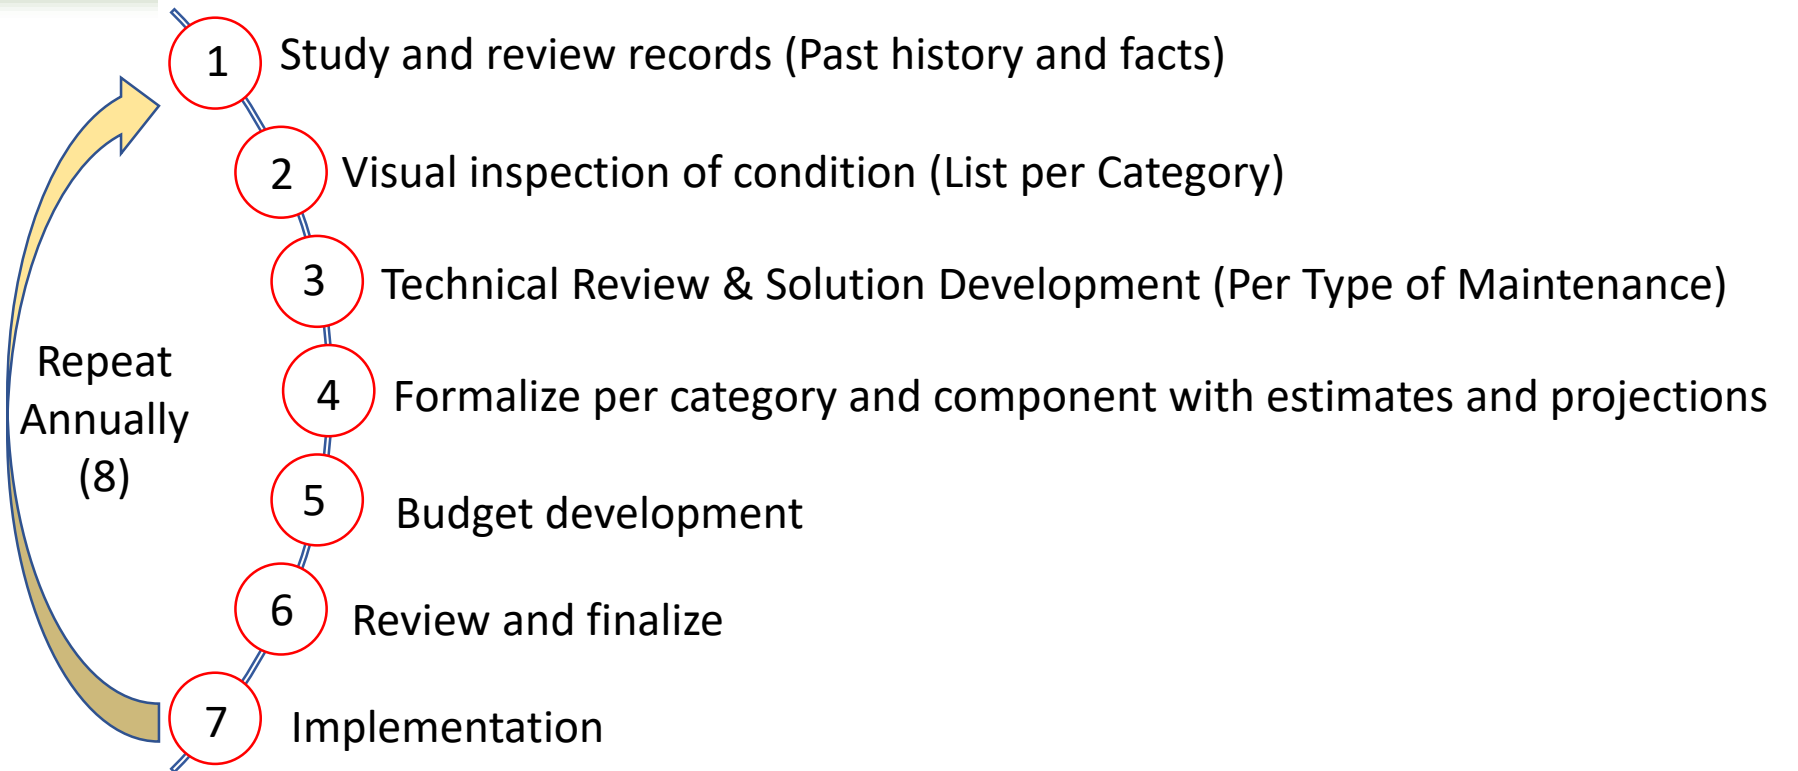 1 Study and review records (Past history and facts)
2 Visual inspection of condition (List per Category)
3 Technical Review & Solution Development (Per Type of Maintenance)
4 Formalize per category and component with estimates and projections
5 Budget development
6 Review and finalize
7 Implementation
Repeat
Annually
(8)